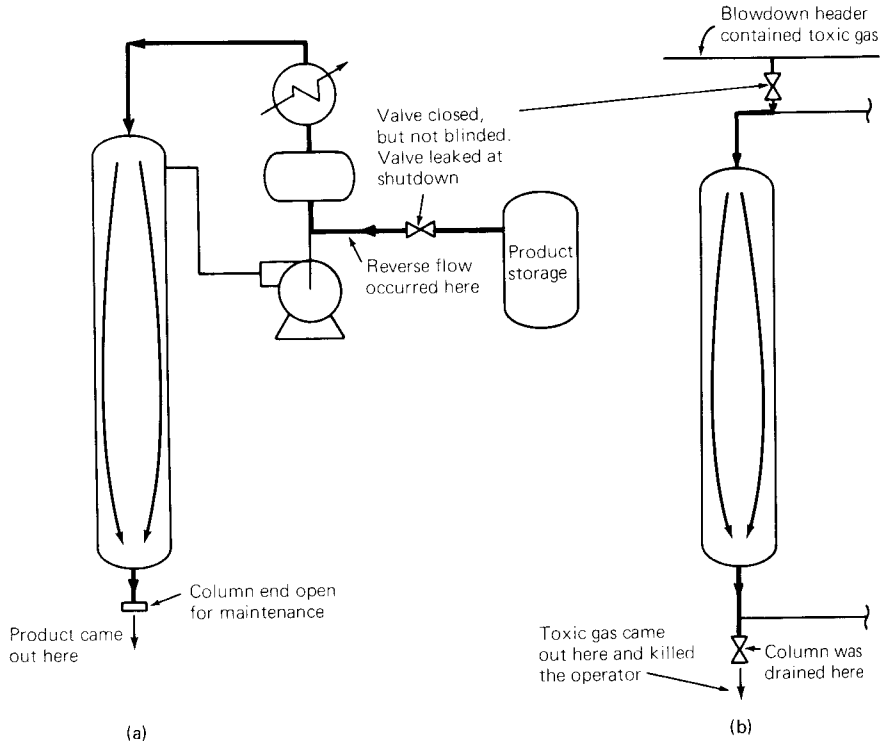 Blowdown header
contained toxic gas
Valve closed,
but not blinded.
Valve leaked at
shutdown
Product
storage
Reverse flow
occurred here
Column end open
for maintenance
Product came
out here
Toxic gas came
out here and killed
the operator
Column was
drained here
(a)
(b)